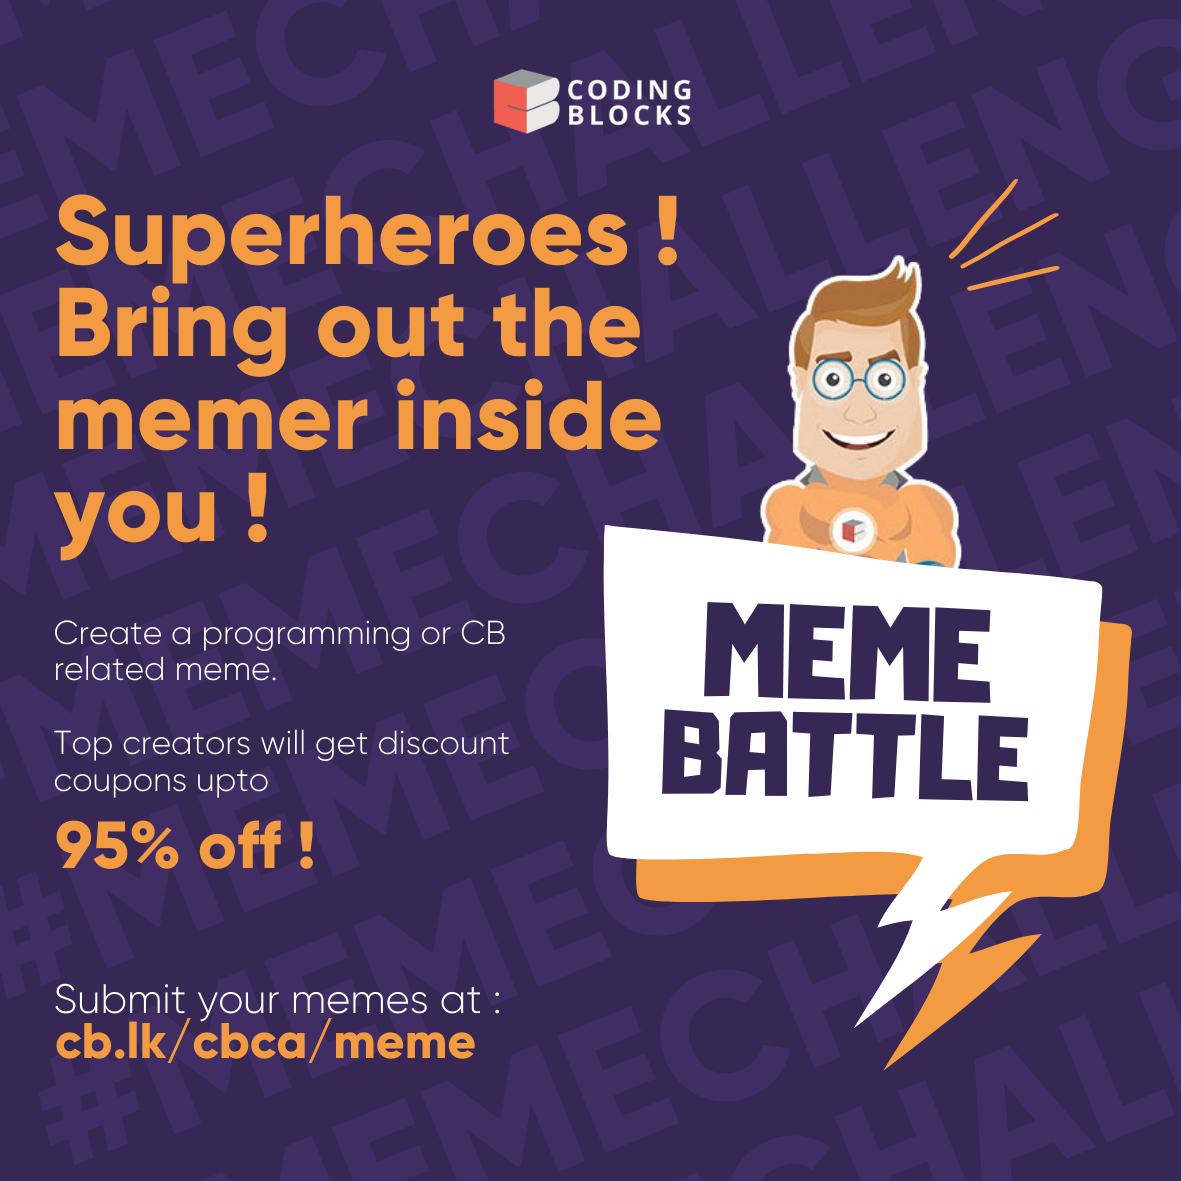 CODING
BLOCKS
Superheroes !
Bring out the
memer inside
you !
Create a programming or CB
related meme.
Top creators will get discount
coupons upto
95% off !
MEME
BATTLE
Submit your memes at :
cb.lk/cbca/meme
#MEMECHALLENGE